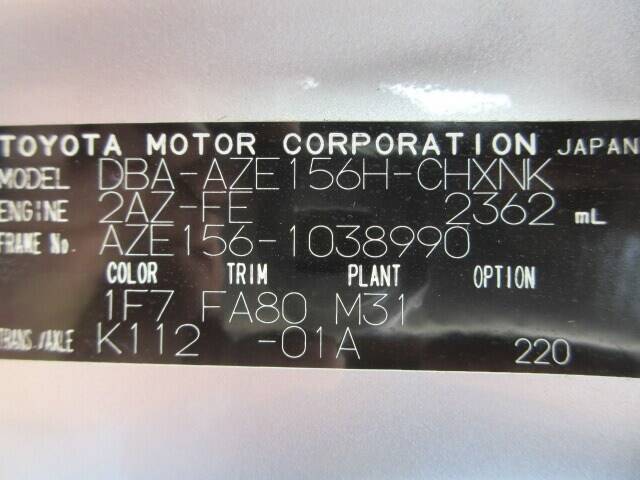 TOYOTA MOTOR CORPORATION JAPAN
MODEL DBA-AZE156H-CHXNK
ENGINE 2AZ-FE 2362 mL
FRAME No. AZE156-1038990
COLOR TRIM PLANT OPTION
1F7 FA80 M31
TRANS./AXLE K112 -01A 220